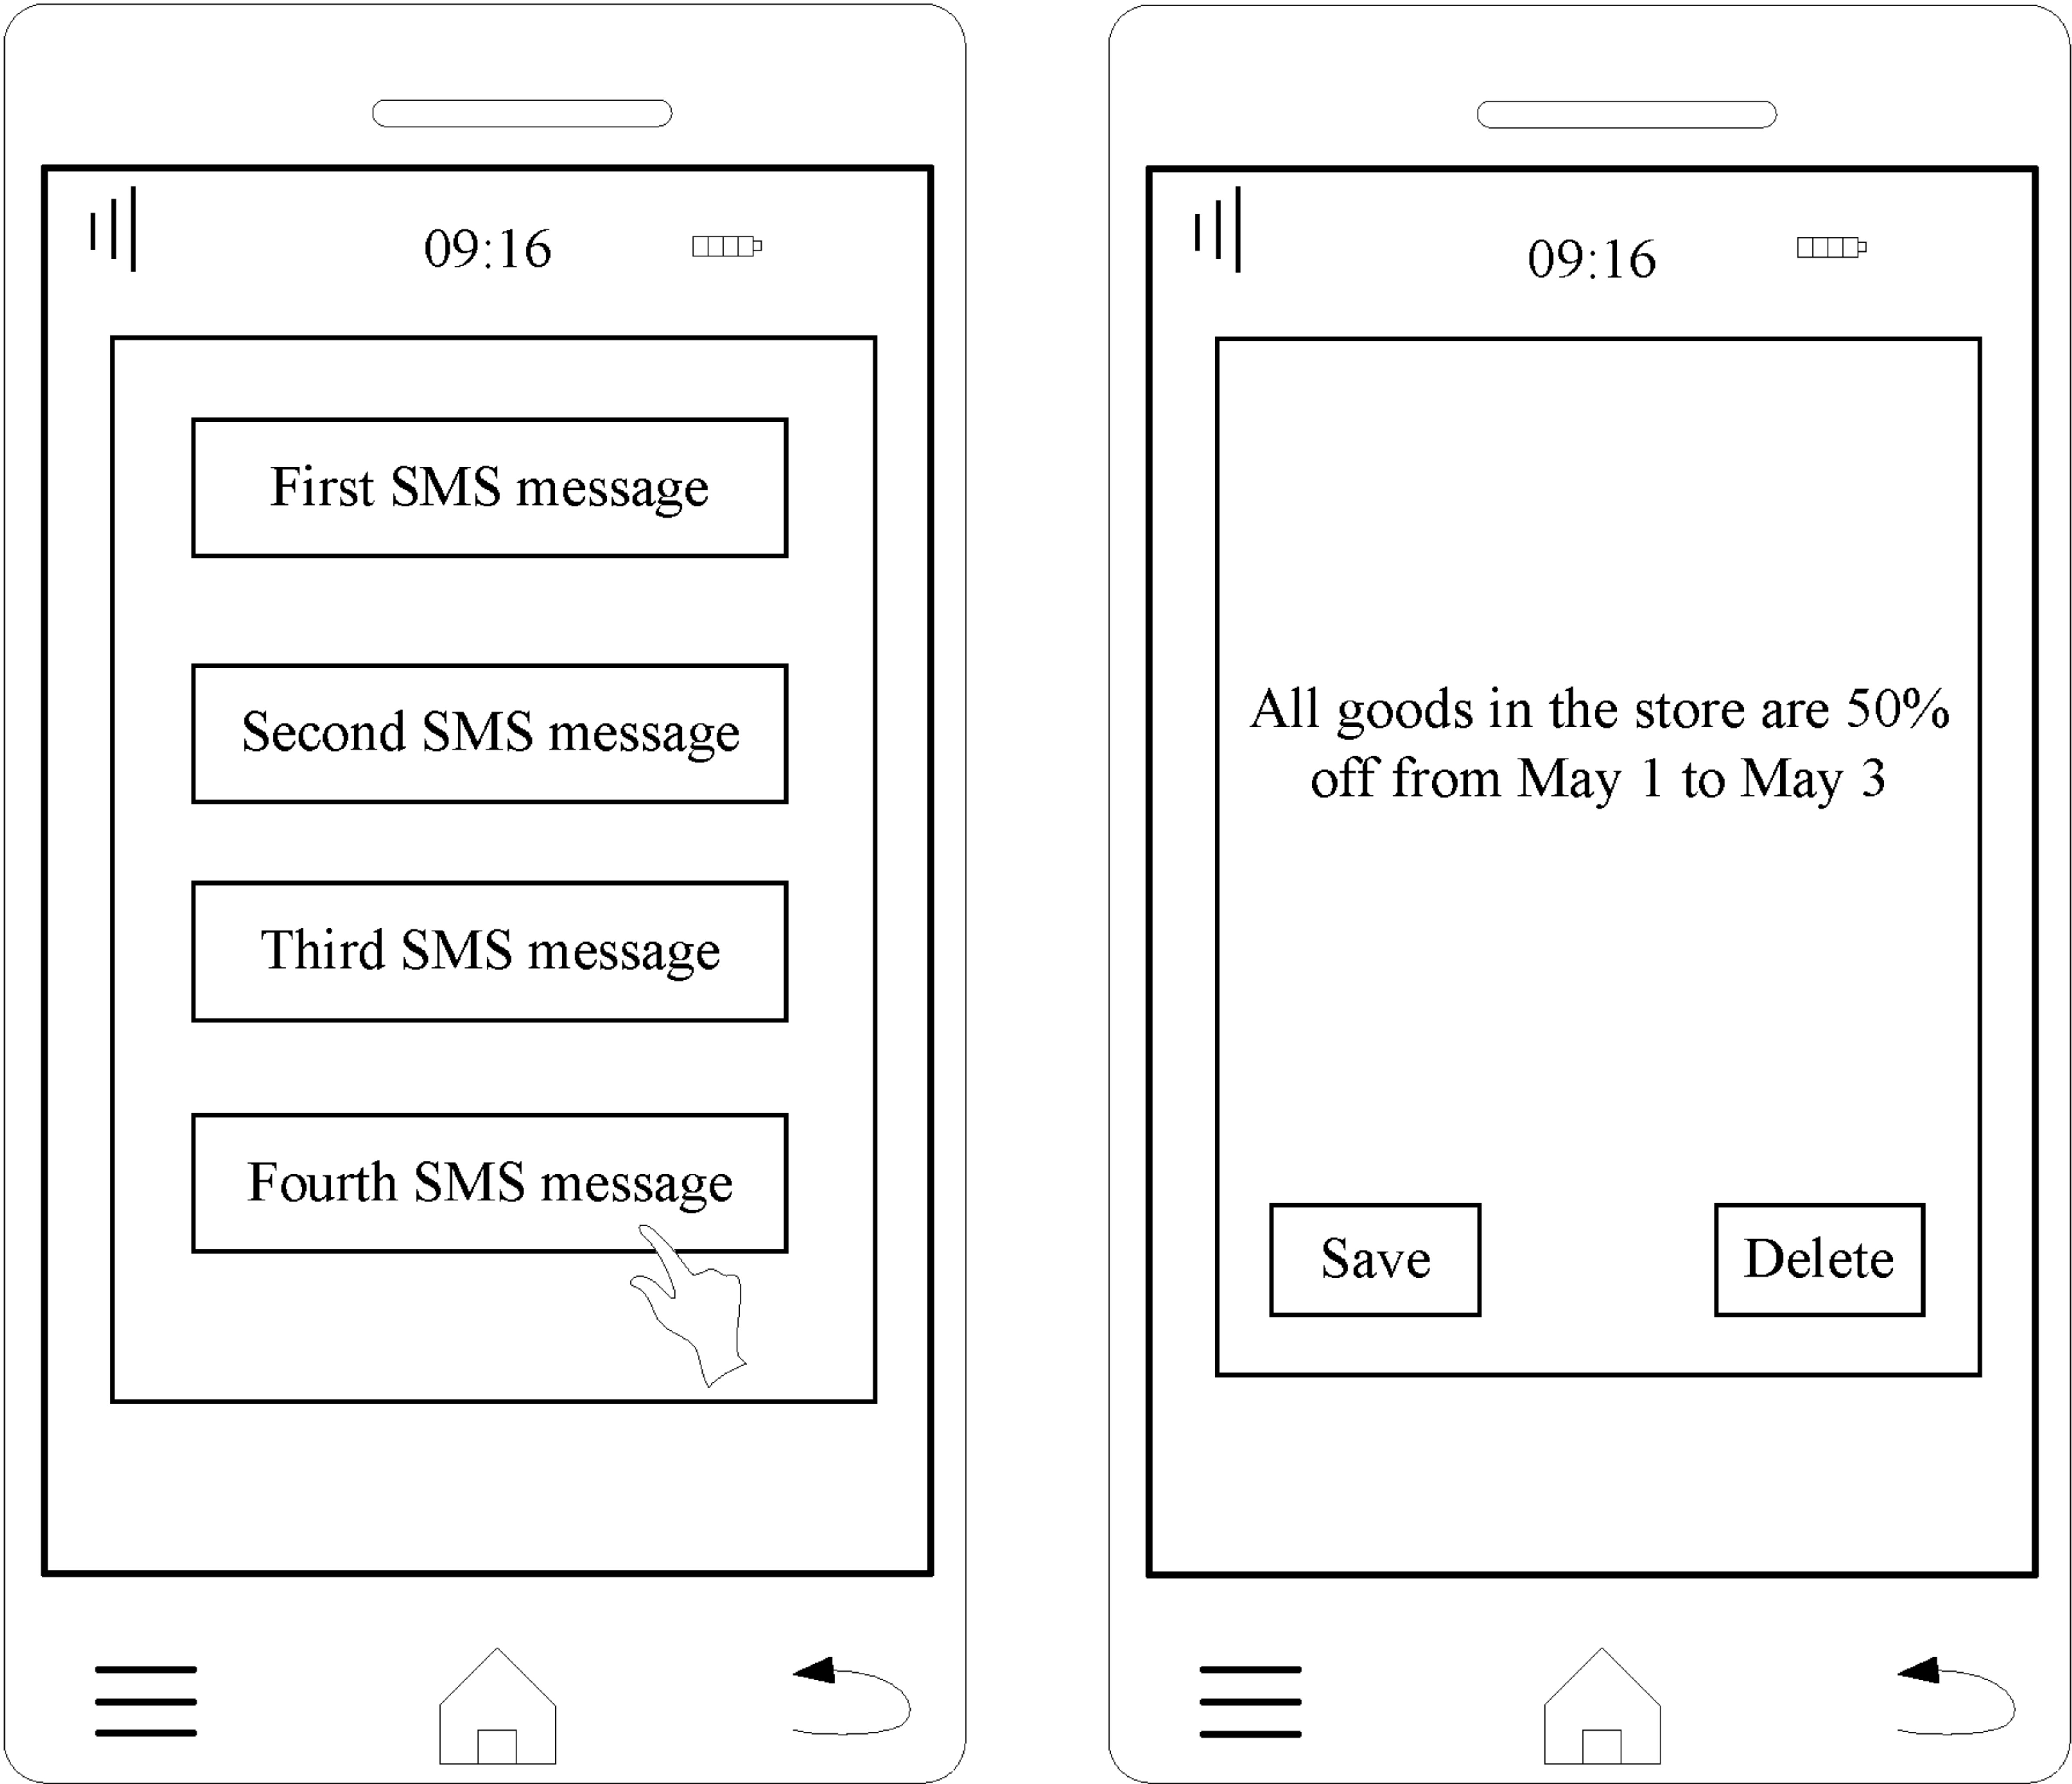 09:16
First SMS message
Second SMS message
Third SMS message
Fourth SMS message
09:16
All goods in the store are 50%
off from May 1 to May 3
Save
Delete